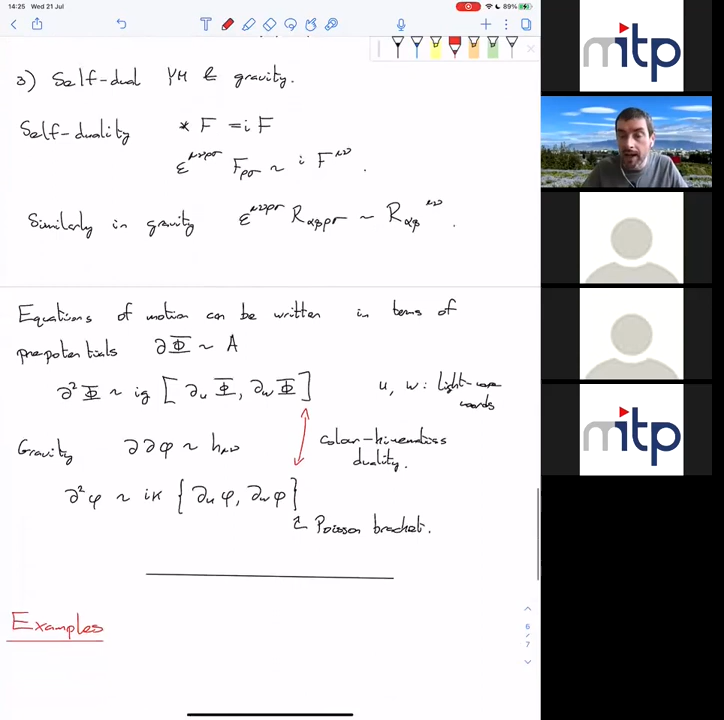 14:25 Wed 21 Jul
89%
3) Self-dual YM & gravity.
Self-duality * F = i F
ε^{μνρσ} F_{ρσ} ~ i F^{μν}.
Similarly in gravity ε^{μνρσ} R_{αβρσ} ~ R_{αβ}^{μν}.
Equations of motion can be written in terms of
prepotentials ∂Φ ~ A
∂²Φ ~ ig [∂_u Φ, ∂_w Φ] u, w: light-cone
coords
Gravity ∂∂φ ~ h_{μν} colour-kinematics
duality.
∂²φ ~ iκ {∂_u φ, ∂_w φ}
Poisson bracket.
Examples
6
/
7
mitp
mitp